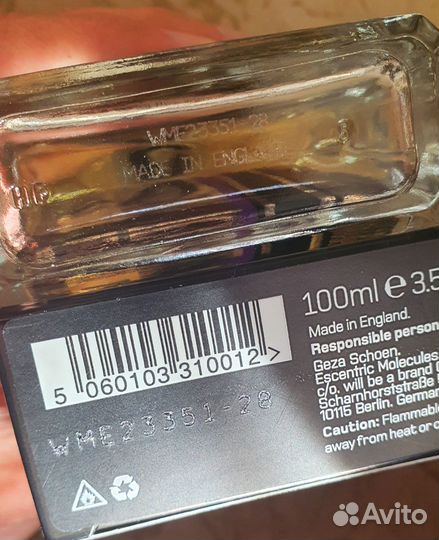 WME23351-28
MADE IN ENGLAND
HP
100ml e 3.5
Made in England.
Responsible person
Geza Schoen.
Escentric Molecules
c/o. will be a brand
Scharnhorststraße
10115 Berlin. German
Caution: Flammable
away from heat or
5 060103 310012 >
WME23351-28
Avito